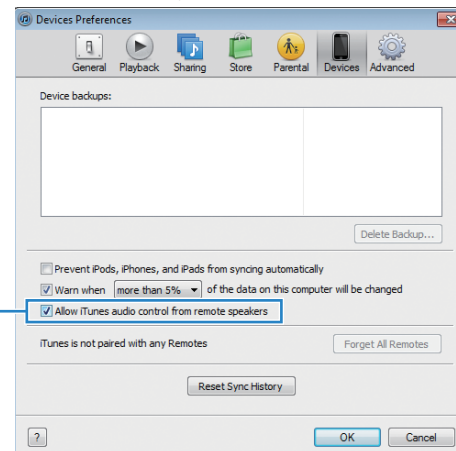 Devices Preferences
General Playback Sharing Store Parental Devices Advanced
Device backups:
Delete Backup...
Prevent iPods, iPhones, and iPads from syncing automatically
Warn when more than 5% of the data on this computer will be changed
Allow iTunes audio control from remote speakers
iTunes is not paired with any Remotes Forget All Remotes
Reset Sync History
? OK Cancel